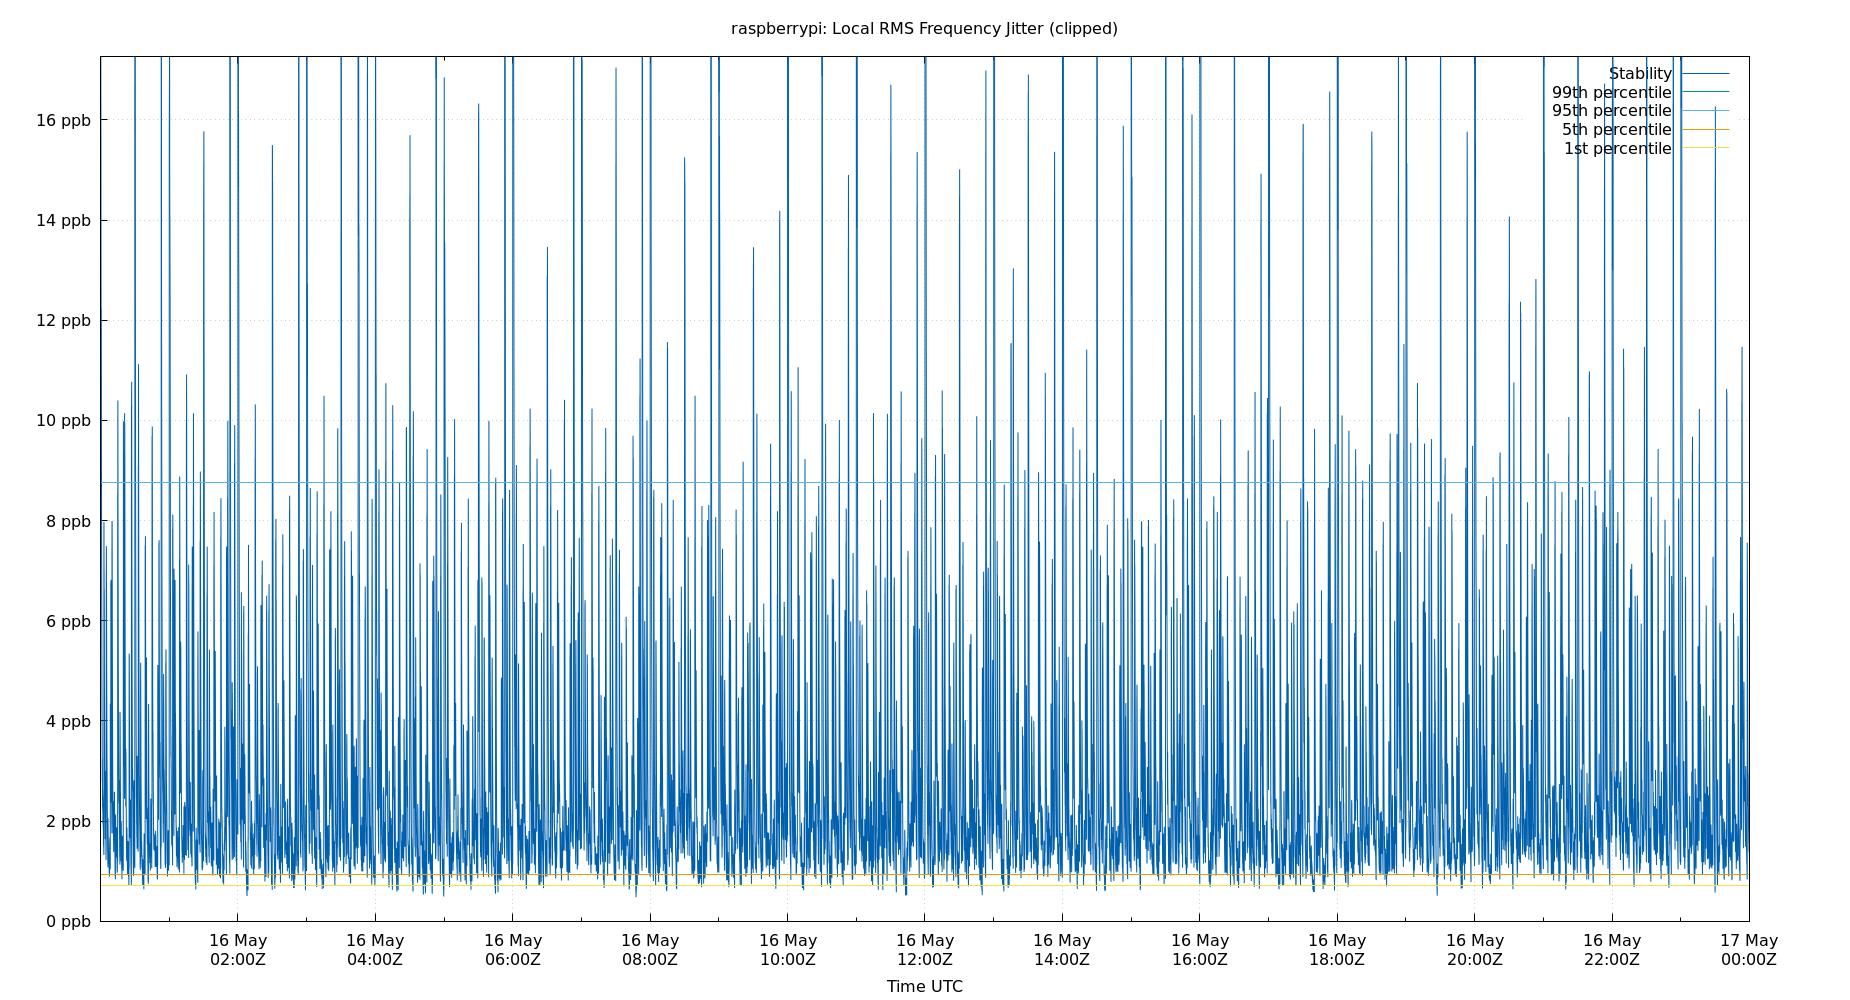 raspberrypi: Local RMS Frequency Jitter (clipped)
Stability
99th percentile
95th percentile
5th percentile
1st percentile
16 ppb
14 ppb
12 ppb
10 ppb
8 ppb
6 ppb
4 ppb
2 ppb
0 ppb
16 May 16 May 16 May 16 May 16 May 16 May 16 May 16 May 16 May 16 May 16 May 17 May
02:00Z 04:00Z 06:00Z 08:00Z 10:00Z 12:00Z 14:00Z 16:00Z 18:00Z 20:00Z 22:00Z 00:00Z
Time UTC